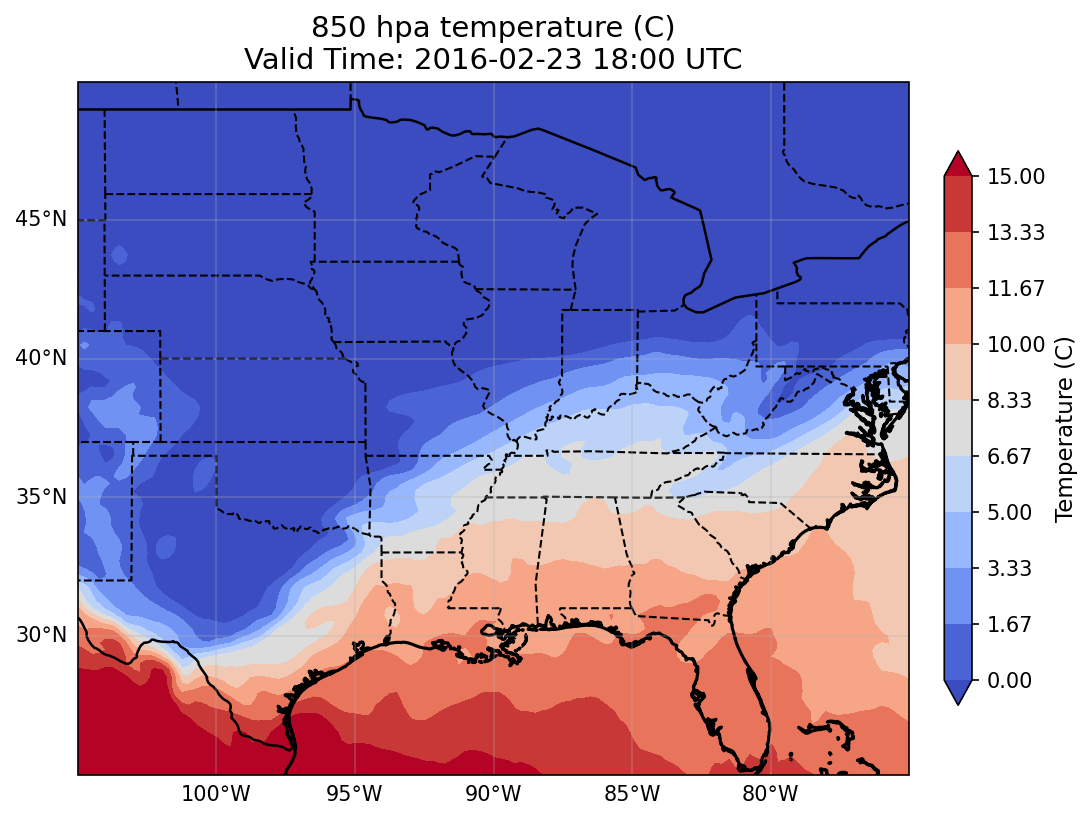 850 hpa temperature (C)
Valid Time: 2016-02-23 18:00 UTC
45°N
40°N
35°N
30°N
100°W
95°W
90°W
85°W
80°W
15.00
13.33
11.67
10.00
8.33
6.67
5.00
3.33
1.67
0.00
Temperature (C)